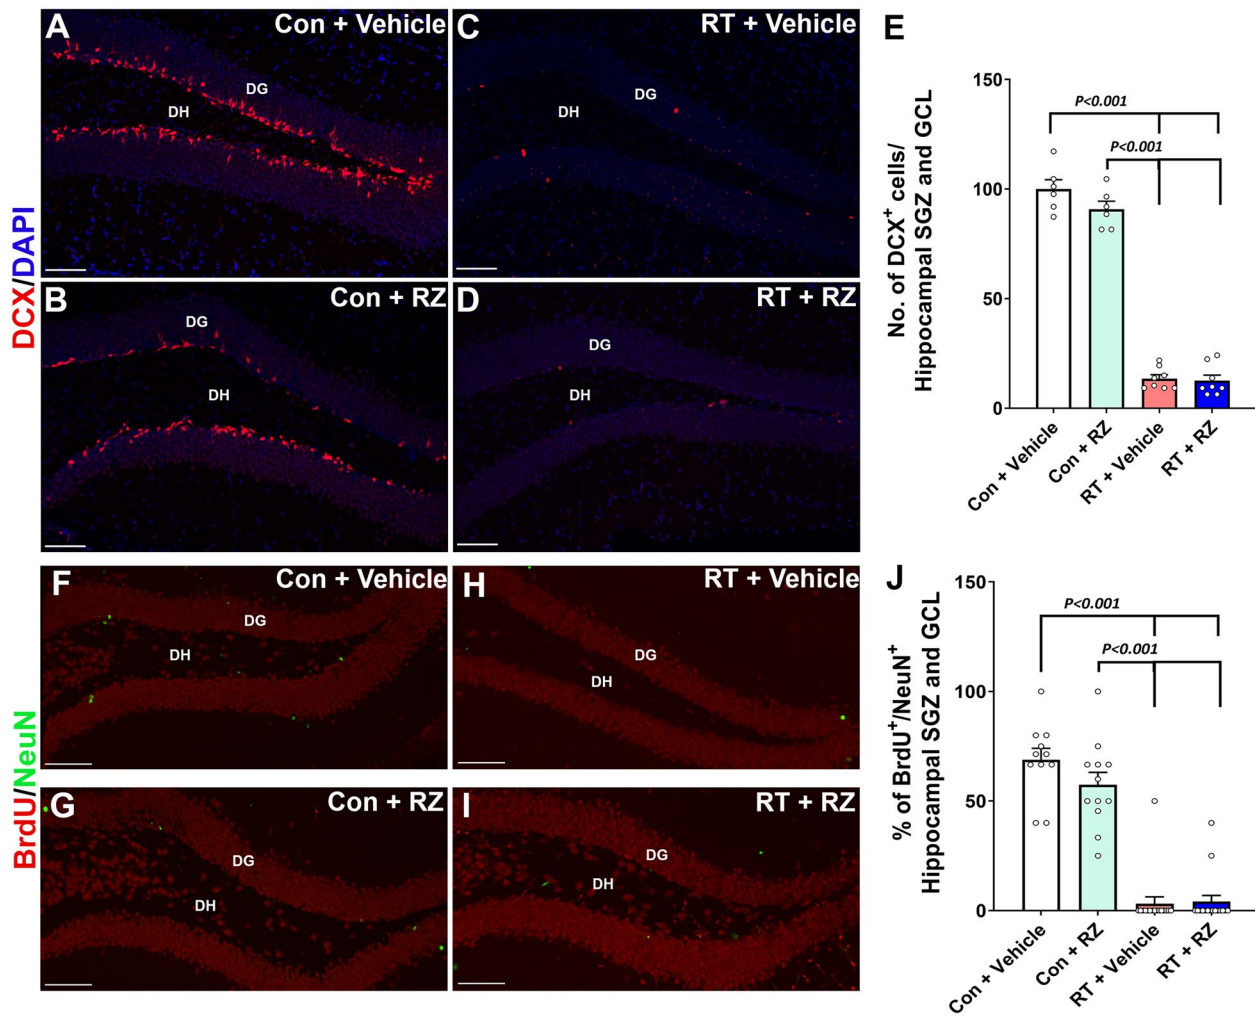 DCX/DAPI
A
Con + Vehicle
DG
DH
C
RT + Vehicle
DG
DH
B
Con + RZ
DG
DH
D
RT + RZ
DG
DH
E
No. of DCX+ cells/
Hippocampal SGZ and GCL
150
100
50
0
P<0.001
P<0.001
Con + Vehicle
Con + RZ
RT + Vehicle
RT + RZ
BrdU/NeuN
F
Con + Vehicle
DG
DH
H
RT + Vehicle
DG
DH
G
Con + RZ
DG
DH
I
RT + RZ
DG
DH
J
% of BrdU+/NeuN+
Hippocampal SGZ and GCL
150
100
50
0
P<0.001
P<0.001
Con + Vehicle
Con + RZ
RT + Vehicle
RT + RZ